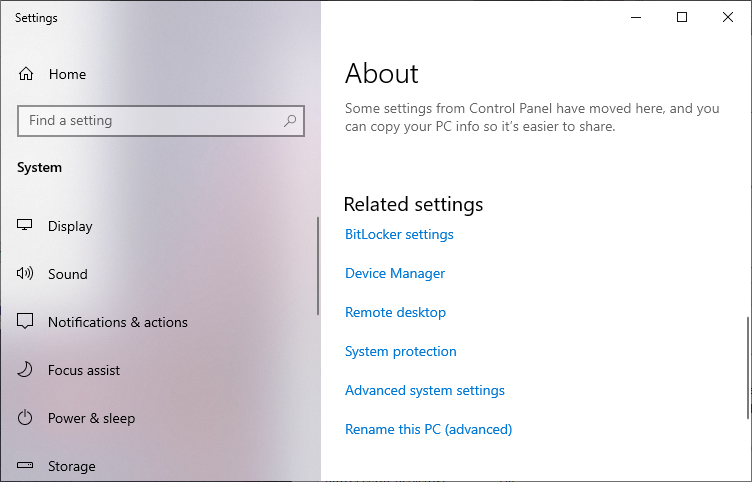 Settings
Home
Find a setting
System
Display
Sound
Notifications & actions
Focus assist
Power & sleep
Storage
About
Some settings from Control Panel have moved here, and you
can copy your PC info so it's easier to share.
Related settings
BitLocker settings
Device Manager
Remote desktop
System protection
Advanced system settings
Rename this PC (advanced)